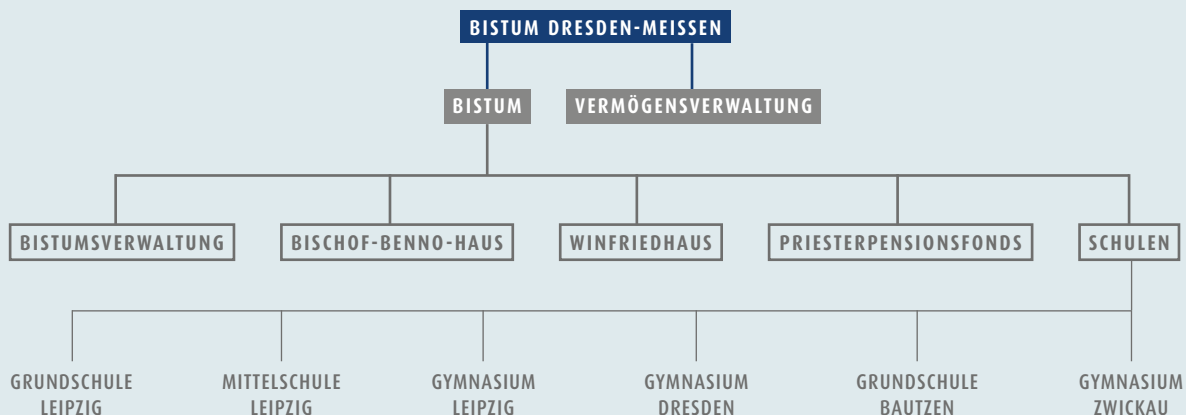 BISTUM DRESDEN-MEISSEN
BISTUM
VERMÖGENSVERWALTUNG
BISTUMSVERWALTUNG
BISCHOF-BENNO-HAUS
WINFRIEDHAUS
PRIESTERPENSIONSFONDS
SCHULEN
GRUNDSCHULE
LEIPZIG
MITTELSCHULE
LEIPZIG
GYMNASIUM
LEIPZIG
GYMNASIUM
DRESDEN
GRUNDSCHULE
BAUTZEN
GYMNASIUM
ZWICKAU